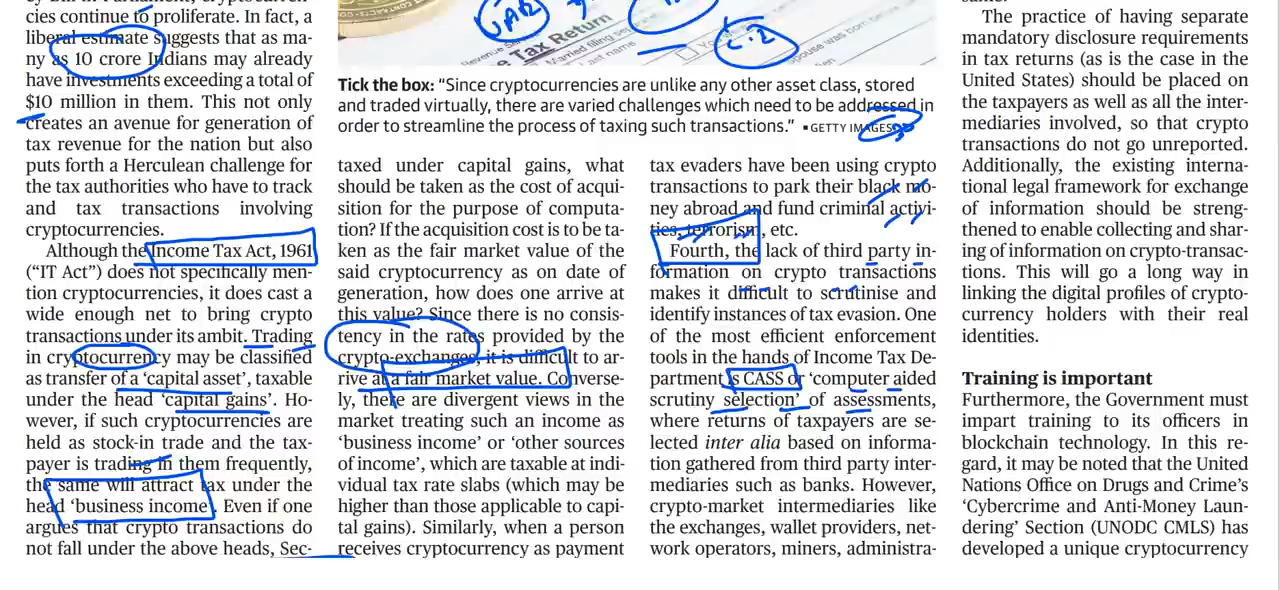 cies continue to proliferate. In fact, a
liberal estimate suggests that as ma-
ny as 10 crore Indians may already
have investments exceeding a total of
$10 million in them. This not only
creates an avenue for generation of
tax revenue for the nation but also
puts forth a Herculean challenge for
the tax authorities who have to track
and tax transactions involving
cryptocurrencies.
Although the Income Tax Act, 1961
(“IT Act”) does not specifically men-
tion cryptocurrencies, it does cast a
wide enough net to bring crypto
transactions under its ambit. Trading
in cryptocurrency may be classified
as transfer of a ‘capital asset’, taxable
under the head ‘capital gains’. Ho-
wever, if such cryptocurrencies are
held as stock-in trade and the tax-
payer is trading in them frequently,
the same will attract tax under the
head ‘business income’. Even if one
argues that crypto transactions do
not fall under the above heads, Sec-
Tax Return
Married filing sep
last name
Tick the box: “Since cryptocurrencies are unlike any other asset class, stored
and traded virtually, there are varied challenges which need to be addressed in
order to streamline the process of taxing such transactions.” ▪GETTY IMAGES
taxed under capital gains, what
should be taken as the cost of acqui-
sition for the purpose of computa-
tion? If the acquisition cost is to be ta-
ken as the fair market value of the
said cryptocurrency as on date of
generation, how does one arrive at
this value? Since there is no consis-
tency in the rates provided by the
crypto-exchanges, it is difficult to ar-
rive at a fair market value. Converse-
ly, there are divergent views in the
market treating such an income as
‘business income’ or ‘other sources
of income’, which are taxable at indi-
vidual tax rate slabs (which may be
higher than those applicable to capi-
tal gains). Similarly, when a person
receives cryptocurrency as payment
tax evaders have been using crypto
transactions to park their black mo-
ney abroad and fund criminal activi-
ties, terrorism, etc.
Fourth, the lack of third party in-
formation on crypto transactions
makes it difficult to scrutinise and
identify instances of tax evasion. One
of the most efficient enforcement
tools in the hands of Income Tax De-
partment is CASS or ‘computer aided
scrutiny selection’ of assessments,
where returns of taxpayers are se-
lected inter alia based on informa-
tion gathered from third party inter-
mediaries such as banks. However,
crypto-market intermediaries like
the exchanges, wallet providers, net-
work operators, miners, administra-
The practice of having separate
mandatory disclosure requirements
in tax returns (as is the case in the
United States) should be placed on
the taxpayers as well as all the inter-
mediaries involved, so that crypto
transactions do not go unreported.
Additionally, the existing interna-
tional legal framework for exchange
of information should be streng-
thened to enable collecting and shar-
ing of information on crypto-transac-
tions. This will go a long way in
linking the digital profiles of crypto-
currency holders with their real
identities.
Training is important
Furthermore, the Government must
impart training to its officers in
blockchain technology. In this re-
gard, it may be noted that the United
Nations Office on Drugs and Crime’s
‘Cybercrime and Anti-Money Laun-
dering’ Section (UNODC CMLS) has
developed a unique cryptocurrency